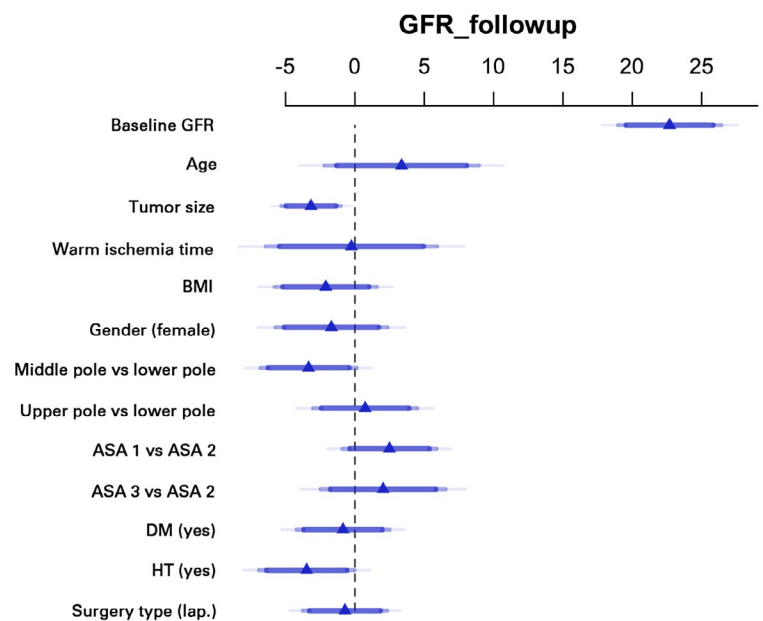 GFR_followup
-5 0 5 10 15 20 25
Baseline GFR
Age
Tumor size
Warm ischemia time
BMI
Gender (female)
Middle pole vs lower pole
Upper pole vs lower pole
ASA 1 vs ASA 2
ASA 3 vs ASA 2
DM (yes)
HT (yes)
Surgery type (lap.)